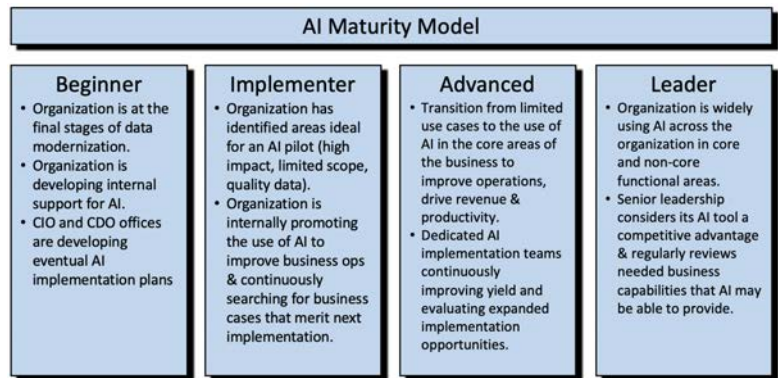 AI Maturity Model
Beginner
• Organization is at the
final stages of data
modernization.
• Organization is
developing internal
support for AI.
• CIO and CDO offices
are developing
eventual AI
implementation plans
Implementer
• Organization has
identified areas ideal
for an AI pilot (high
impact, limited scope,
quality data).
• Organization is
internally promoting
the use of AI to
improve business ops
& continuously
searching for business
cases that merit next
implementation.
Advanced
• Transition from limited
use cases to the use of
AI in the core areas of
the business to
improve operations,
drive revenue &
productivity.
• Dedicated AI
implementation teams
continuously
improving yield and
evaluating expanded
implementation
opportunities.
Leader
• Organization is widely
using AI across the
organization in core
and non-core
functional areas.
• Senior leadership
considers its AI tool a
competitive advantage
& regularly reviews
needed business
capabilities that AI may
be able to provide.